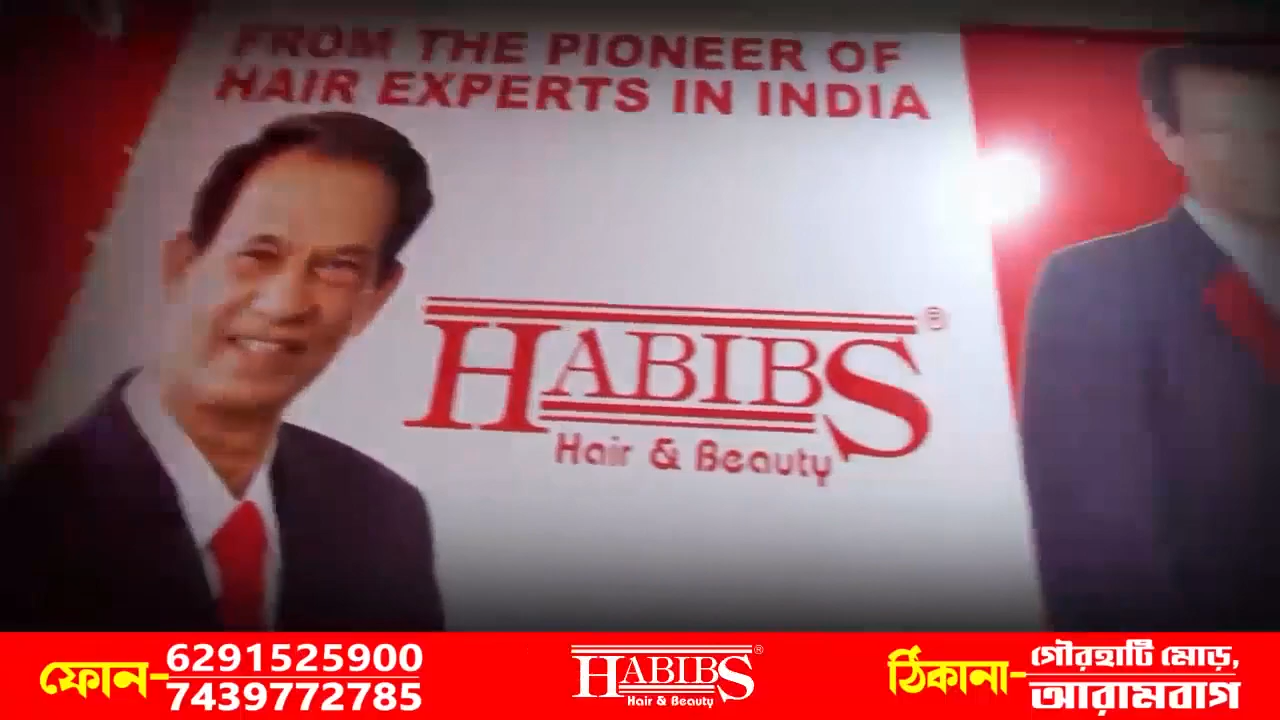 FROM THE PIONEER OF
HAIR EXPERTS IN INDIA
HABIBS®
Hair & Beauty
ফোন-
6291525900
7439772785
HABIBS®
Hair & Beauty
ঠিকানা-
গৌরহাটি মোড়,
আরামবাগ